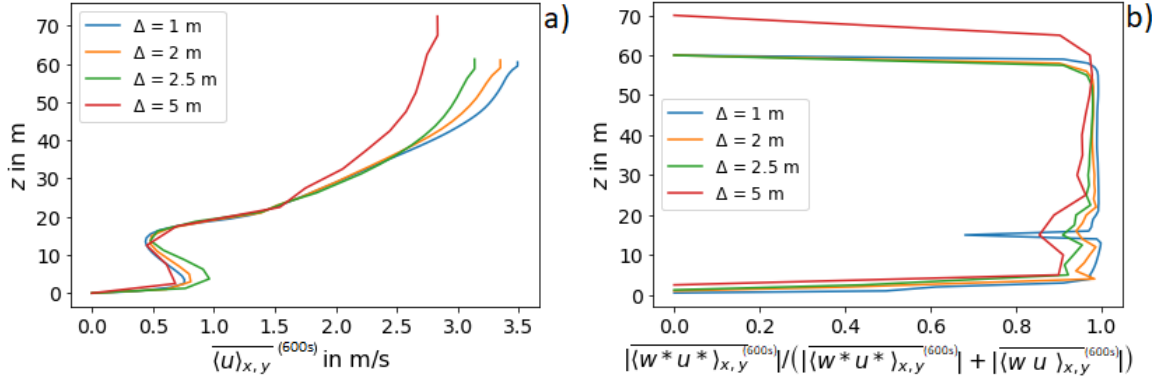 a)
Δ = 1 m
Δ = 2 m
Δ = 2.5 m
Δ = 5 m
70
60
50
40
30
20
10
0
z in m
0.0 0.5 1.0 1.5 2.0 2.5 3.0 3.5
⟨u⟩x, y (600s) in m/s
b)
70
60
50
40
30
20
10
0
z in m
Δ = 1 m
Δ = 2 m
Δ = 2.5 m
Δ = 5 m
0.0 0.2 0.4 0.6 0.8 1.0
|⟨w*u*⟩x, y (600s)|/(|⟨w*u*⟩x, y (600s)| + |⟨w u ⟩x, y (600s)|)